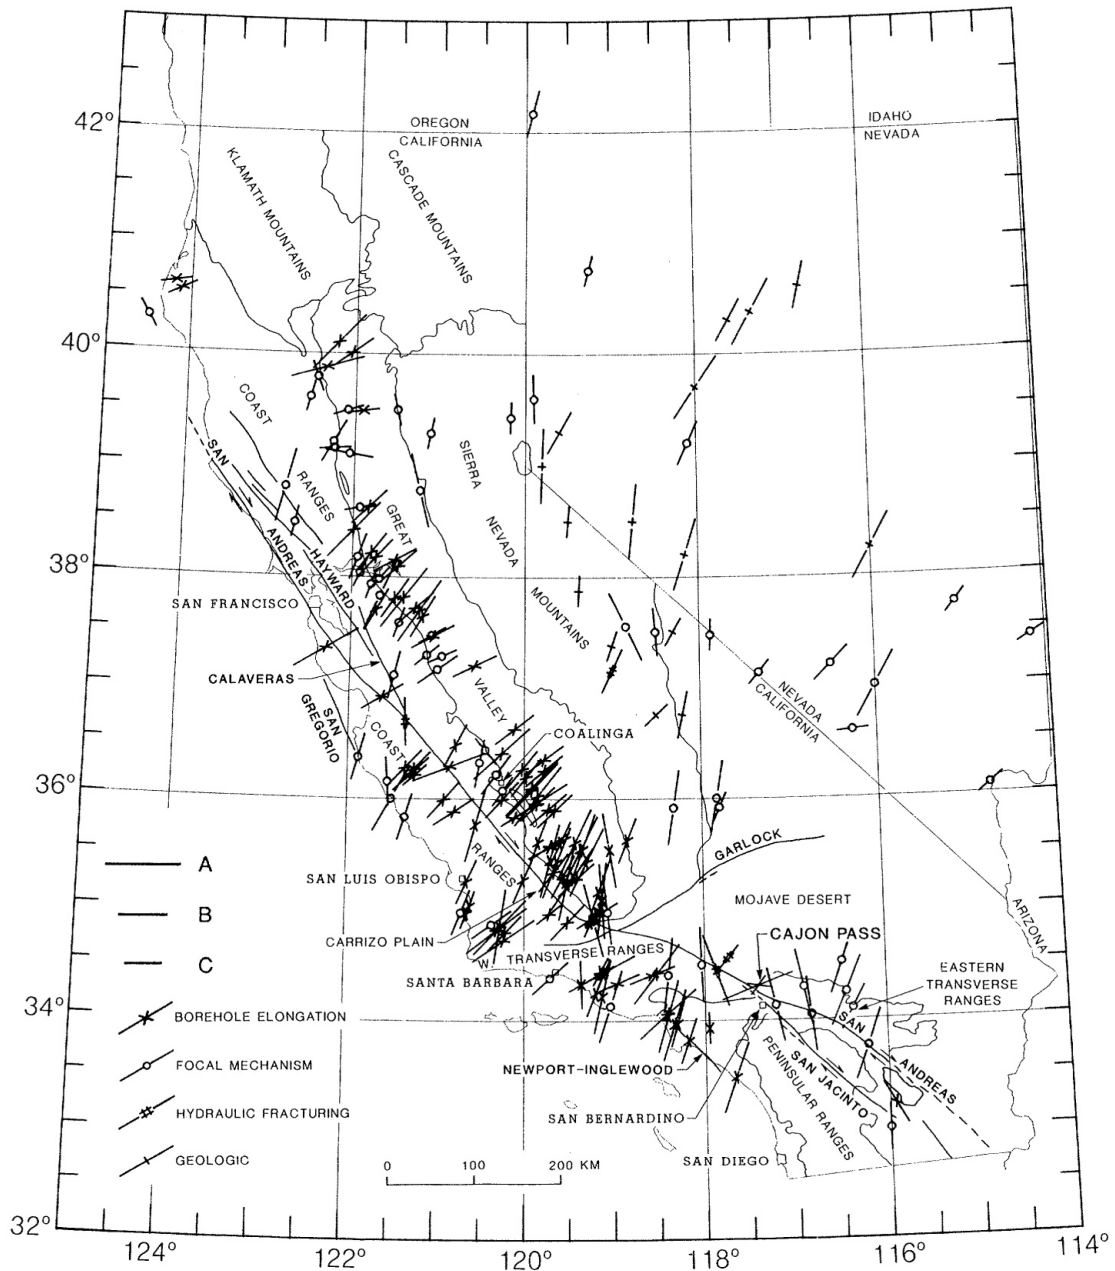 42°
OREGON
CALIFORNIA
IDAHO
NEVADA
KLAMATH MOUNTAINS
CASCADE MOUNTAINS
40°
COAST
RANGES
SAN
ANDREAS
HAYWARD
GREAT
VALLEY
SIERRA
NEVADA
MOUNTAINS
38°
SAN FRANCISCO
CALAVERAS
SAN
GREGORIO
COAST
RANGES
COALINGA
NEVADA
CALIFORNIA
36°
GARLOCK
A
B
C
SAN LUIS OBISPO
CARRIZO PLAIN
MOJAVE DESERT
ARIZONA
CAJON PASS
TRANSVERSE RANGES
W
SANTA BARBARA
EASTERN
TRANSVERSE
RANGES
34°
BOREHOLE ELONGATION
FOCAL MECHANISM
HYDRAULIC FRACTURING
GEOLOGIC
NEWPORT-INGLEWOOD
SAN BERNARDINO
SAN
ANDREAS
SAN JACINTO
PENINSULAR RANGES
SAN DIEGO
0 100 200 KM
32°
124° 122° 120° 118° 116° 114°